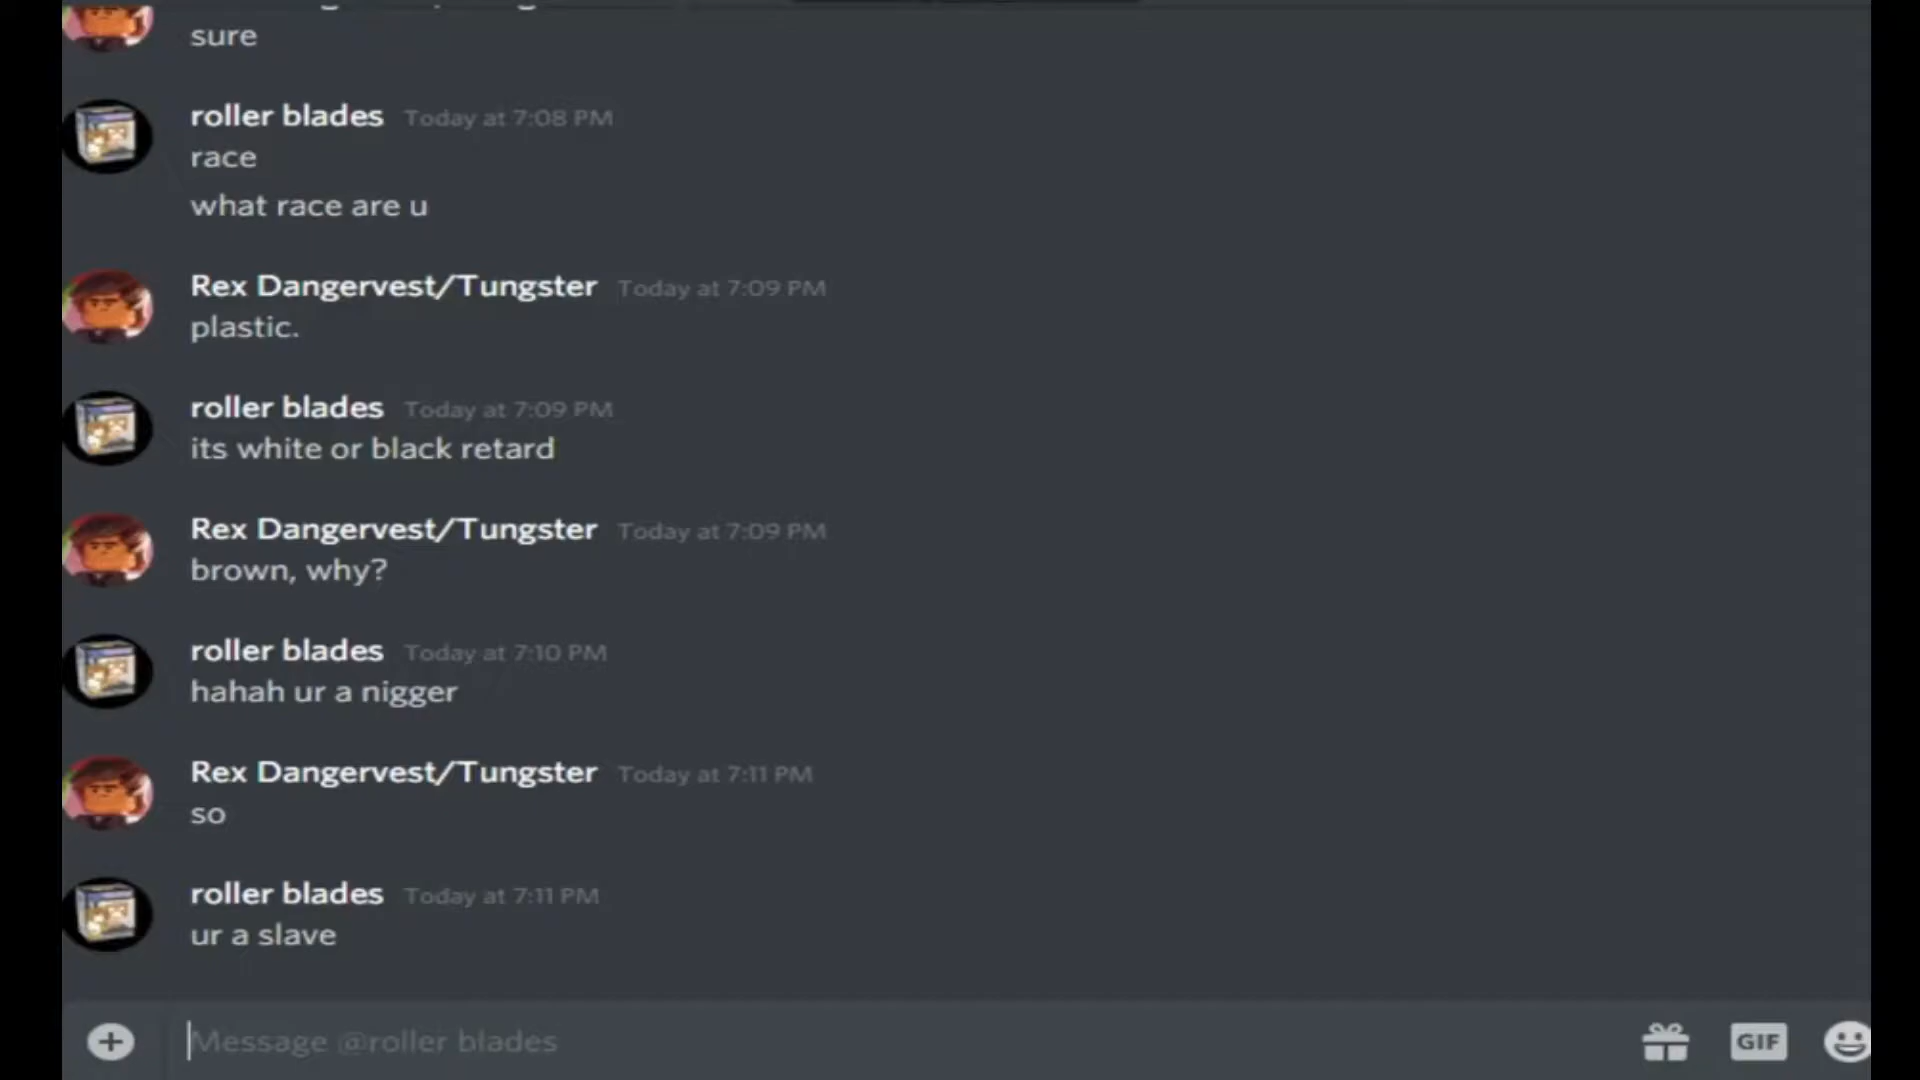 sure
roller blades Today at 7:08 PM
race
what race are u
Rex Dangervest/Tungster Today at 7:09 PM
plastic.
roller blades Today at 7:09 PM
its white or black retard
Rex Dangervest/Tungster Today at 7:09 PM
brown, why?
roller blades Today at 7:10 PM
hahah ur a nigger
Rex Dangervest/Tungster Today at 7:11 PM
so
roller blades Today at 7:11 PM
ur a slave
Message @roller blades
GIF